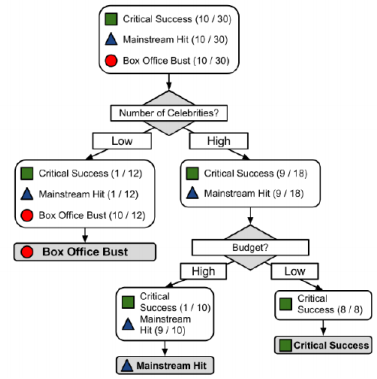 Critical Success (10 / 30)
Mainstream Hit (10 / 30)
Box Office Bust (10 / 30)
Number of Celebrities?
Low
High
Critical Success (1 / 12)
Mainstream Hit (1 / 12)
Box Office Bust (10 / 12)
Critical Success (9 / 18)
Mainstream Hit (9 / 18)
Box Office Bust
Budget?
High
Low
Critical
Success (1 / 10)
Mainstream
Hit (9 / 10)
Critical
Success (8 / 8)
Mainstream Hit
Critical Success